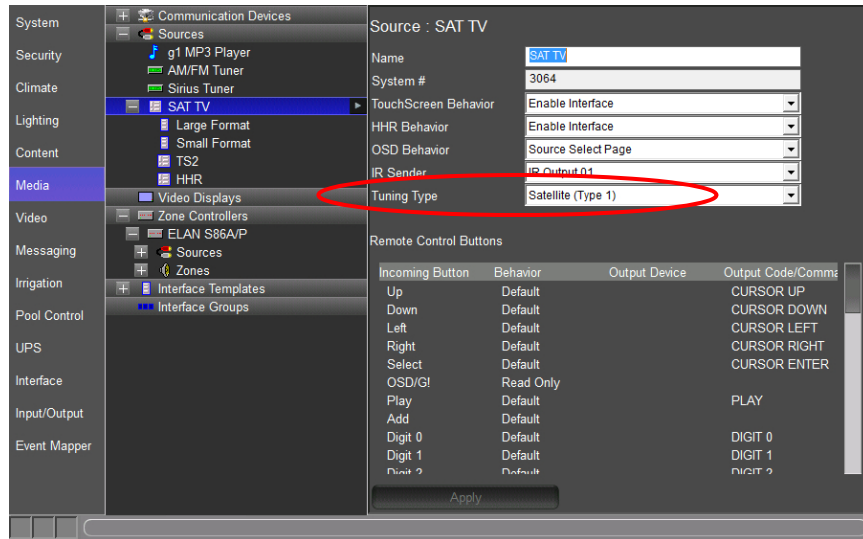 System
Security
Climate
Lighting
Content
Media
Video
Messaging
Irrigation
Pool Control
UPS
Interface
Input/Output
Event Mapper
Communication Devices
Sources
g1 MP3 Player
AM/FM Tuner
Sirius Tuner
SAT TV
Large Format
Small Format
TS2
HHR
Video Displays
Zone Controllers
ELAN S86A/P
Sources
Zones
Interface Templates
Interface Groups
Source : SAT TV
Name SAT TV
System # 3064
TouchScreen Behavior Enable Interface
HHR Behavior Enable Interface
OSD Behavior Source Select Page
IR Sender IR Output 01
Tuning Type Satellite (Type 1)
Remote Control Buttons
Incoming Button Behavior Output Device Output Code/Comma
Up Default CURSOR UP
Down Default CURSOR DOWN
Left Default CURSOR LEFT
Right Default CURSOR RIGHT
Select Default CURSOR ENTER
OSD/G! Read Only
Play Default PLAY
Add Default
Digit 0 Default DIGIT 0
Digit 1 Default DIGIT 1
Digit 2 Default DIGIT 2
Apply